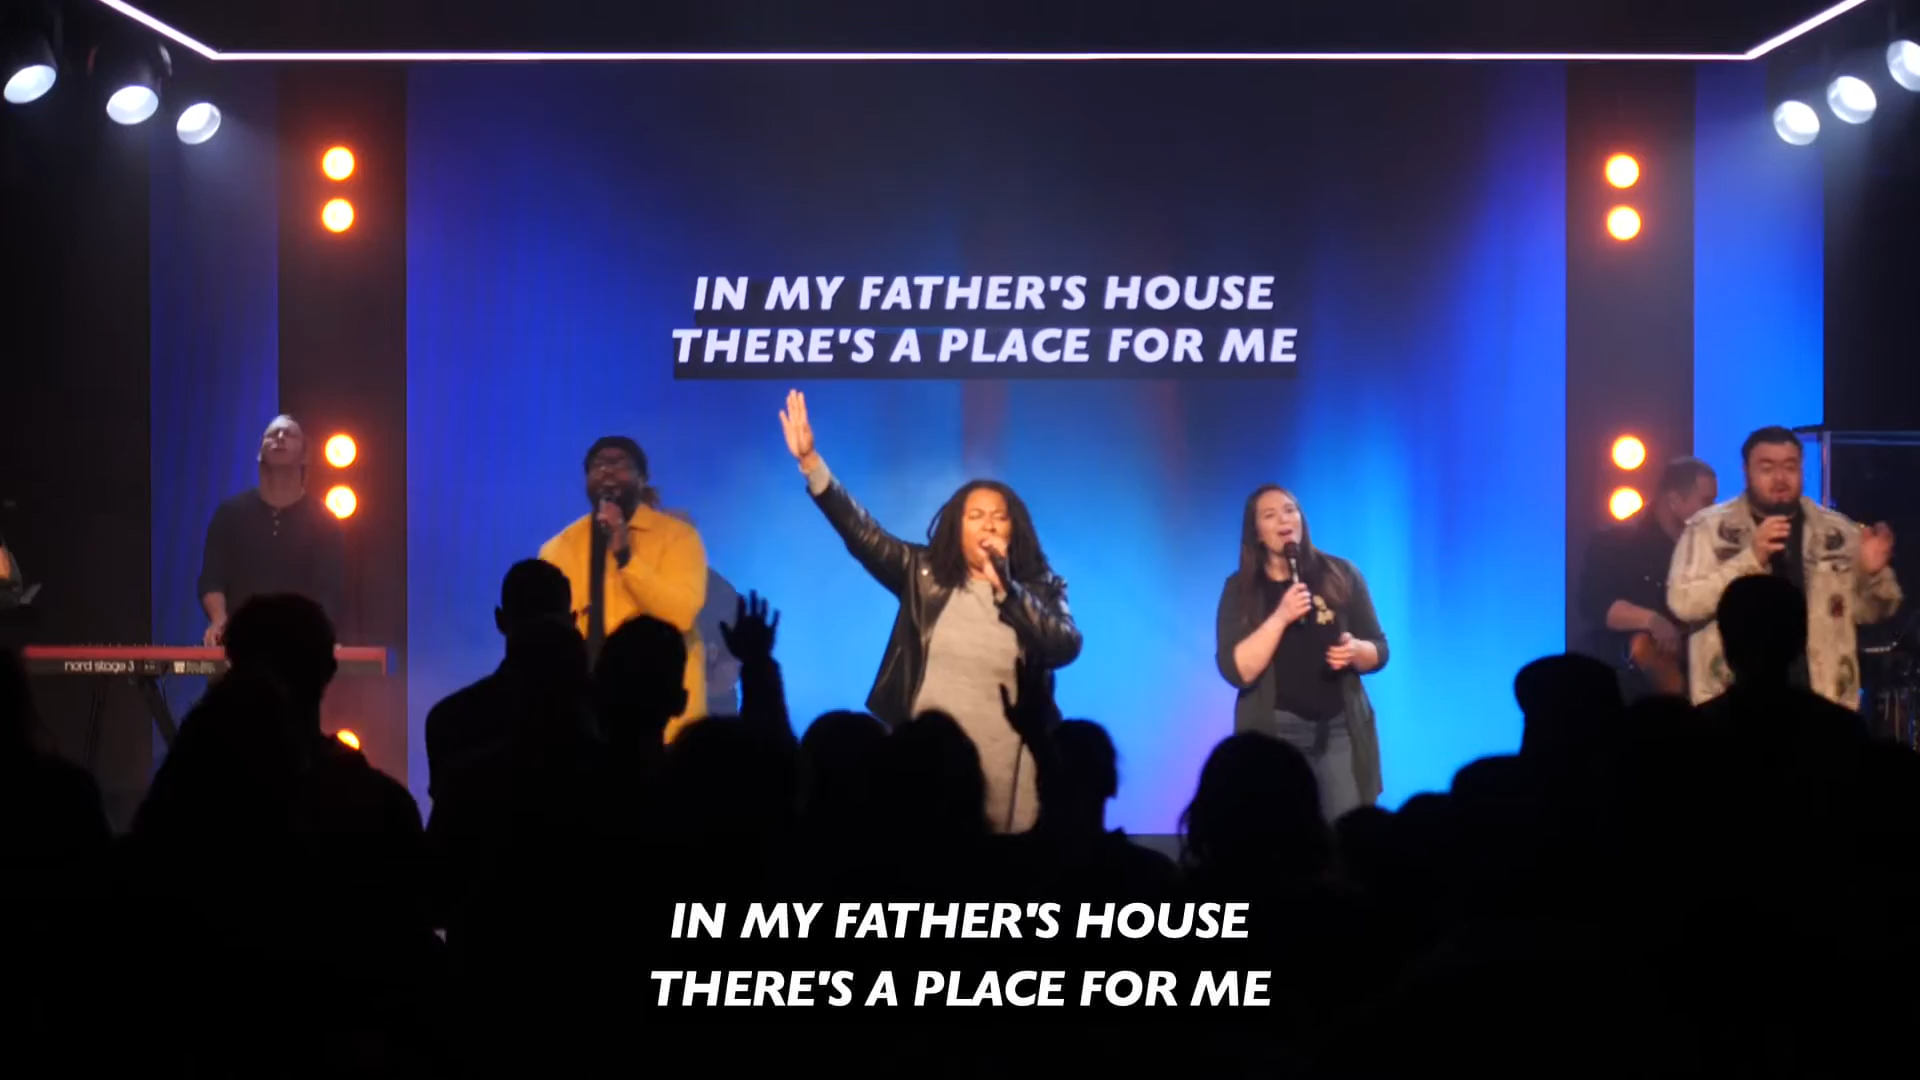 IN MY FATHER'S HOUSE
THERE'S A PLACE FOR ME
nord stage 3
IN MY FATHER'S HOUSE
THERE'S A PLACE FOR ME